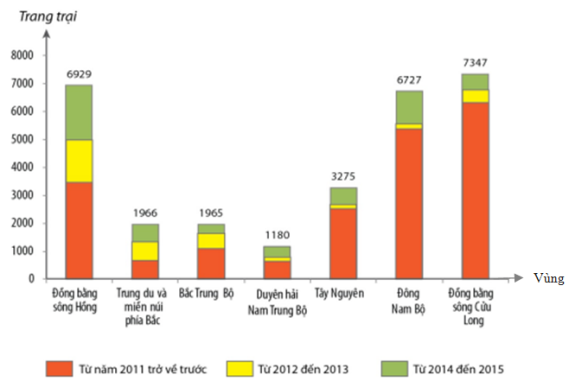 Trang trại
8000
7000
6000
5000
4000
3000
2000
1000
0
6929
1966
1965
1180
3275
6727
7347
Đồng bằng
sông Hồng
Trung du và
miền núi
phía Bắc
Bắc Trung Bộ
Duyên hải
Nam Trung Bộ
Tây Nguyên
Đông
Nam Bộ
Đồng bằng
sông Cửu
Long
Vùng
Từ năm 2011 trở về trước
Từ 2012 đến 2013
Từ 2014 đến 2015